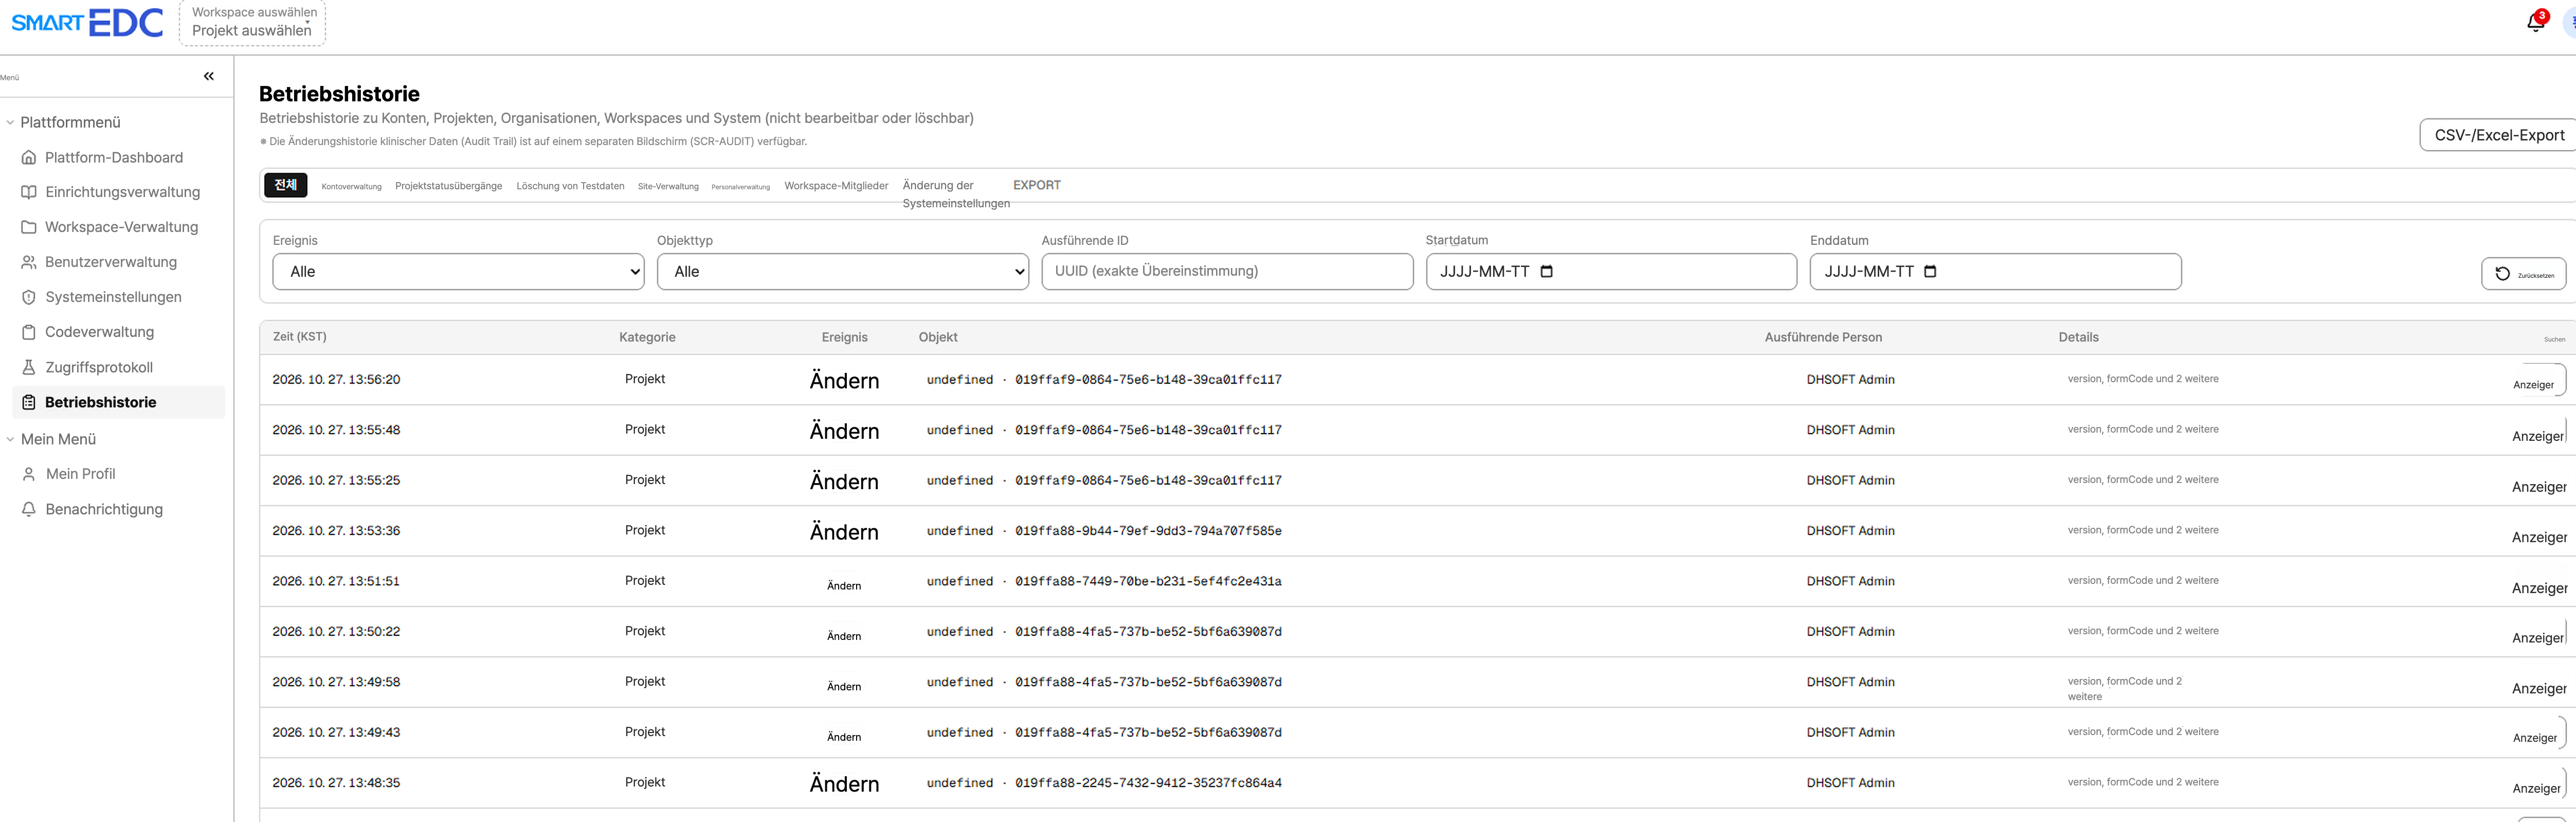 SMART EDC
Workspace auswählen
Projekt auswählen
3
Menü
Plattformmenü
Plattform-Dashboard
Einrichtungsverwaltung
Workspace-Verwaltung
Benutzerverwaltung
Systemeinstellungen
Codeverwaltung
Zugriffsprotokoll
Betriebshistorie
Mein Menü
Mein Profil
Benachrichtigung
Betriebshistorie
Betriebshistorie zu Konten, Projekten, Organisationen, Workspaces und System (nicht bearbeitbar oder löschbar)
※ Die Änderungshistorie klinischer Daten (Audit Trail) ist auf einem separaten Bildschirm (SCR-AUDIT) verfügbar.
CSV-/Excel-Export
전체 Kontoverwaltung Projektstatusübergänge Löschung von Testdaten Site-Verwaltung Personalverwaltung Workspace-Mitglieder Änderung der Systemeinstellungen EXPORT
Ereignis Objekttyp Ausführende ID Startdatum Enddatum
Alle Alle UUID (exakte Übereinstimmung) JJJJ-MM-TT JJJJ-MM-TT Zurücksetzen
Zeit (KST) Kategorie Ereignis Objekt Ausführende Person Details Suchen
2026. 10. 27. 13:56:20 Projekt Ändern undefined · 019ffaf9-0864-75e6-b148-39ca01ffc117 DHSOFT Admin version, formCode und 2 weitere Anzeiger
2026. 10. 27. 13:55:48 Projekt Ändern undefined · 019ffaf9-0864-75e6-b148-39ca01ffc117 DHSOFT Admin version, formCode und 2 weitere Anzeiger
2026. 10. 27. 13:55:25 Projekt Ändern undefined · 019ffaf9-0864-75e6-b148-39ca01ffc117 DHSOFT Admin version, formCode und 2 weitere Anzeiger
2026. 10. 27. 13:53:36 Projekt Ändern undefined · 019ffa88-9b44-79ef-9dd3-794a707f585e DHSOFT Admin version, formCode und 2 weitere Anzeiger
2026. 10. 27. 13:51:51 Projekt Ändern undefined · 019ffa88-7449-70be-b231-5ef4fc2e431a DHSOFT Admin version, formCode und 2 weitere Anzeiger
2026. 10. 27. 13:50:22 Projekt Ändern undefined · 019ffa88-4fa5-737b-be52-5bf6a639087d DHSOFT Admin version, formCode und 2 weitere Anzeiger
2026. 10. 27. 13:49:58 Projekt Ändern undefined · 019ffa88-4fa5-737b-be52-5bf6a639087d DHSOFT Admin version, formCode und 2 weitere Anzeiger
2026. 10. 27. 13:49:43 Projekt Ändern undefined · 019ffa88-4fa5-737b-be52-5bf6a639087d DHSOFT Admin version, formCode und 2 weitere Anzeiger
2026. 10. 27. 13:48:35 Projekt Ändern undefined · 019ffa88-2245-7432-9412-35237fc864a4 DHSOFT Admin version, formCode und 2 weitere Anzeiger